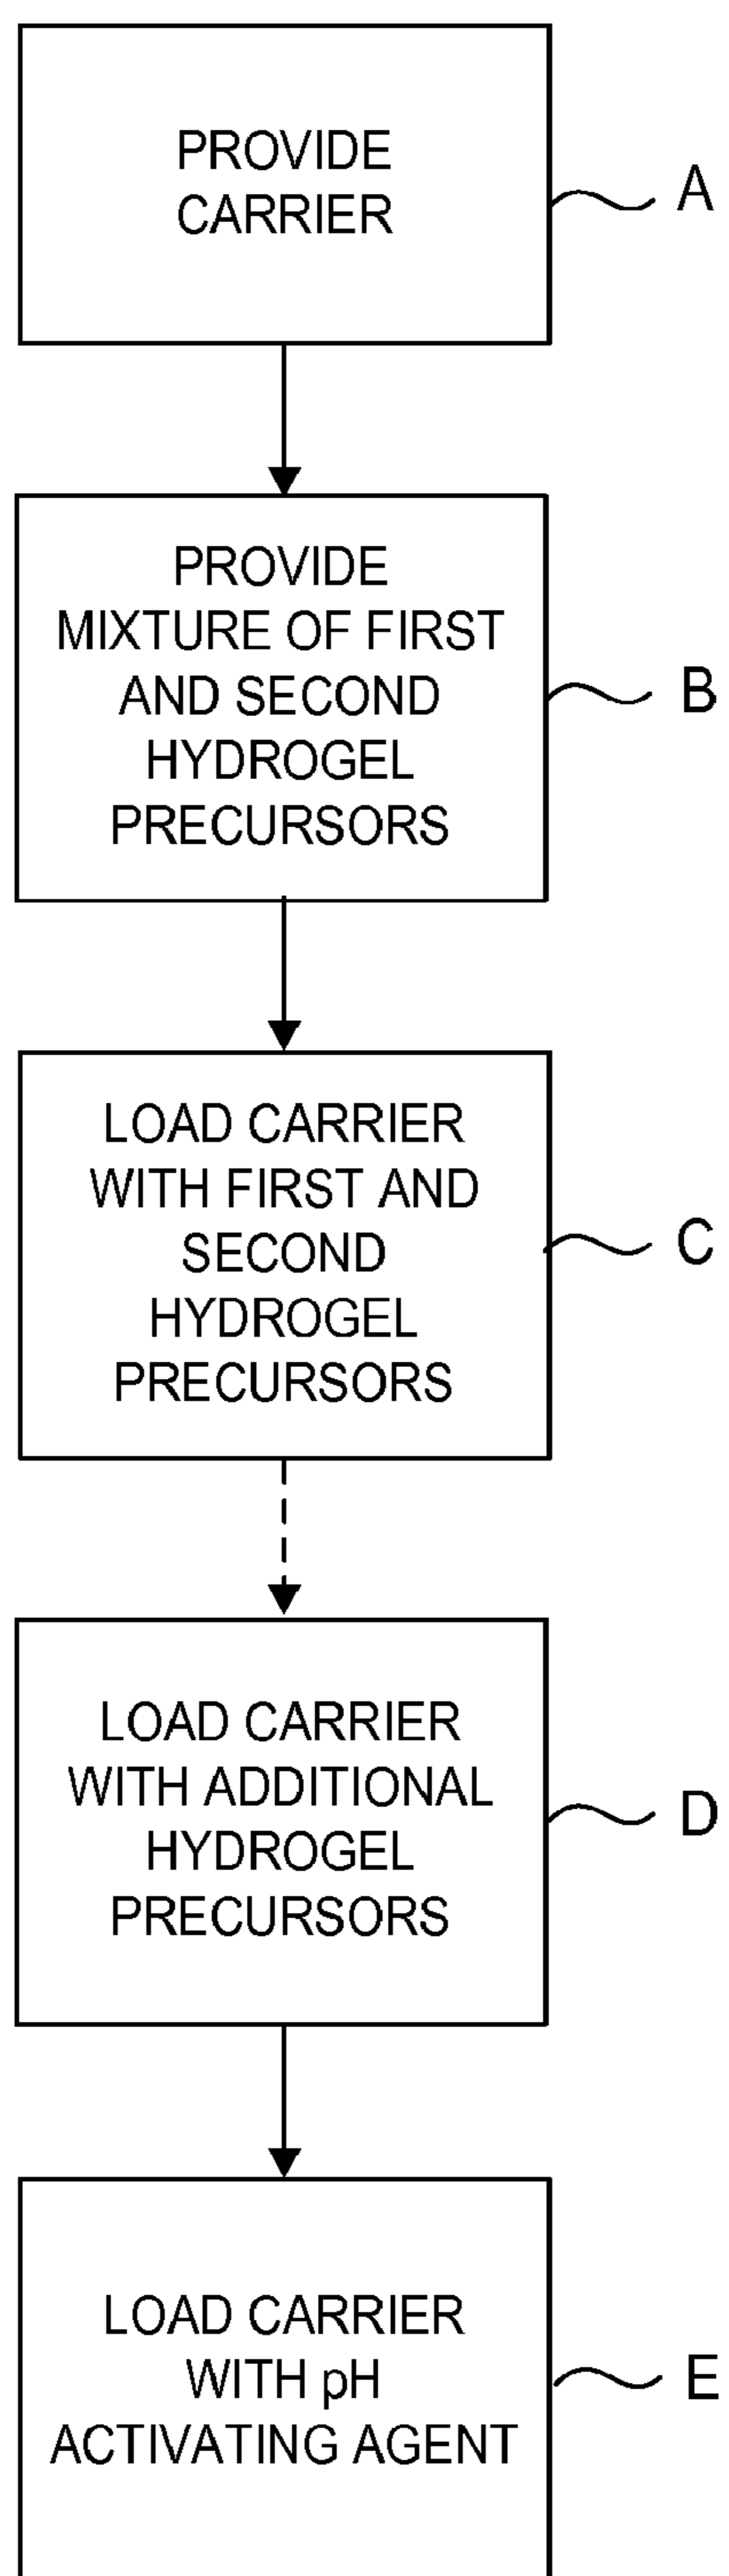 PROVIDE
CARRIER
A
PROVIDE
MIXTURE OF FIRST
AND SECOND
HYDROGEL
PRECURSORS
B
LOAD CARRIER
WITH FIRST AND
SECOND
HYDROGEL
PRECURSORS
C
LOAD CARRIER
WITH ADDITIONAL
HYDROGEL
PRECURSORS
D
LOAD CARRIER
WITH pH
ACTIVATING AGENT
E